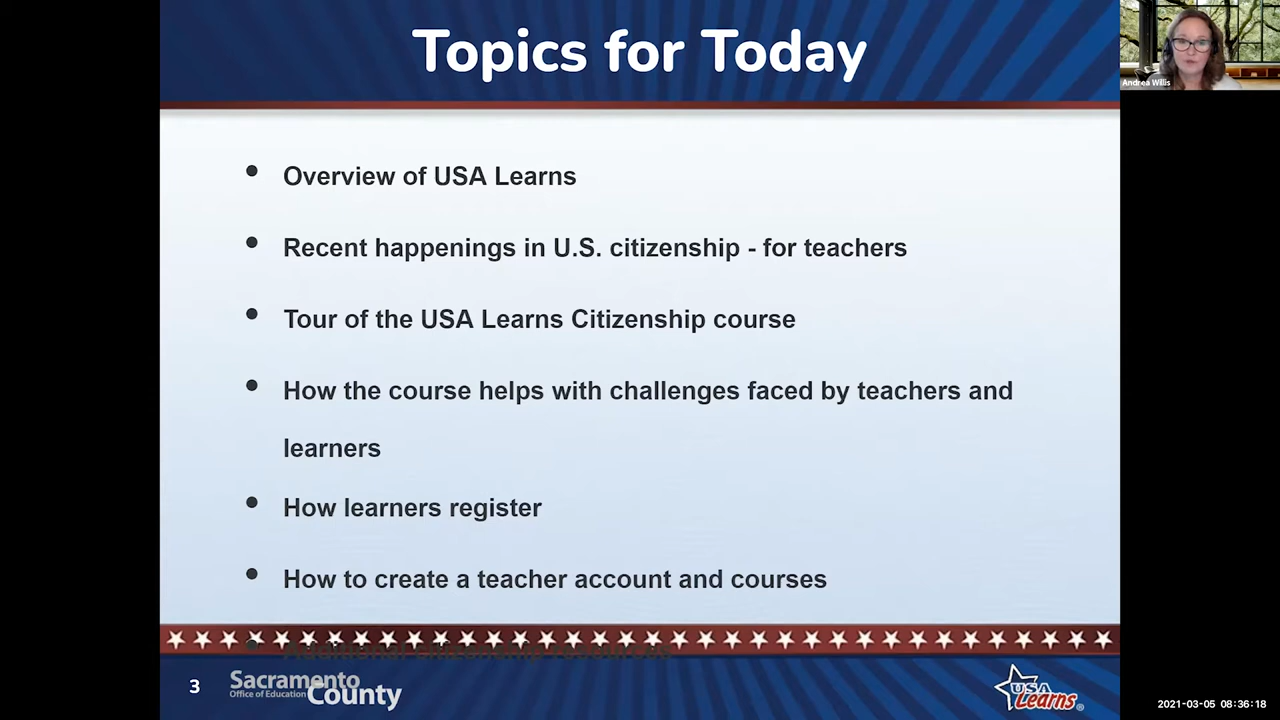 Topics for Today
Andrea Willis
• Overview of USA Learns
• Recent happenings in U.S. citizenship - for teachers
• Tour of the USA Learns Citizenship course
• How the course helps with challenges faced by teachers and
learners
• How learners register
• How to create a teacher account and courses
• Additional citizenship resources
3
Sacramento
Office of Education
County
USA
Learns®
2021-03-05 08:36:18